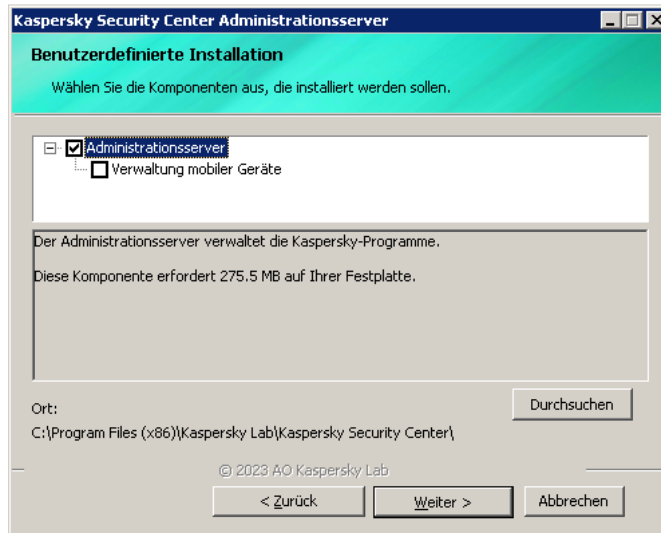 Kaspersky Security Center Administrationsserver
Benutzerdefinierte Installation
Wählen Sie die Komponenten aus, die installiert werden sollen.
Administrationsserver
Verwaltung mobiler Geräte
Der Administrationsserver verwaltet die Kaspersky-Programme.
Diese Komponente erfordert 275.5 MB auf Ihrer Festplatte.
Durchsuchen
Ort:
C:\Program Files (x86)\Kaspersky Lab\Kaspersky Security Center\
© 2023 AO Kaspersky Lab
< Zurück Weiter > Abbrechen